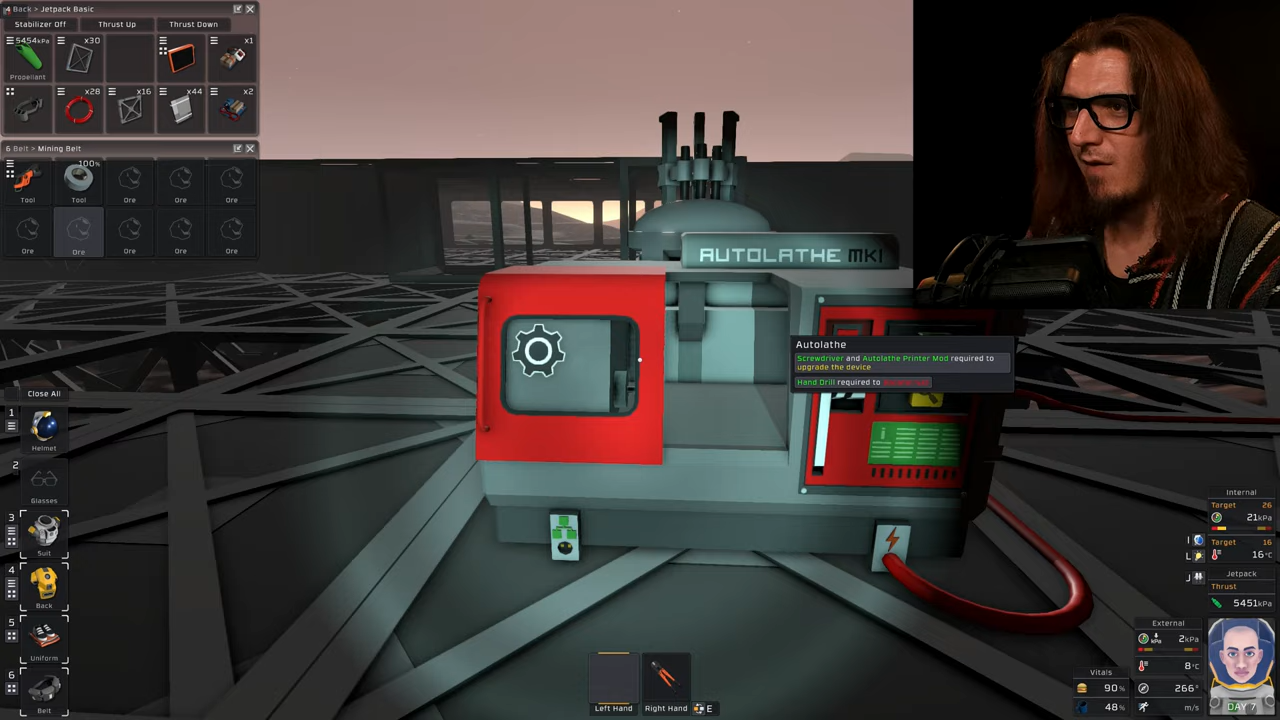 4 Back > Jetpack Basic
Stabilizer Off
Thrust Up
Thrust Down
5454kPa
x30
x1
Propellant
x28
x16
x44
x2
6 Belt > Mining Belt
100%
Tool
Tool
Ore
Ore
Ore
Ore
Ore
Ore
Ore
Ore
AUTOLATHE MK1
Autolathe
Screwdriver and Autolathe Printer Mod required to
upgrade the device
Hand Drill required to
Close All
1
Helmet
2
Glasses
3
Suit
4
Back
5
Uniform
6
Belt
Left Hand
Right Hand
E
Internal
Target 26
21kPa
Target 16
16°C
Jetpack
Thrust
5451kPa
External
2kPa
8°C
266°
m/s
Vitals
90%
48%
DAY 7